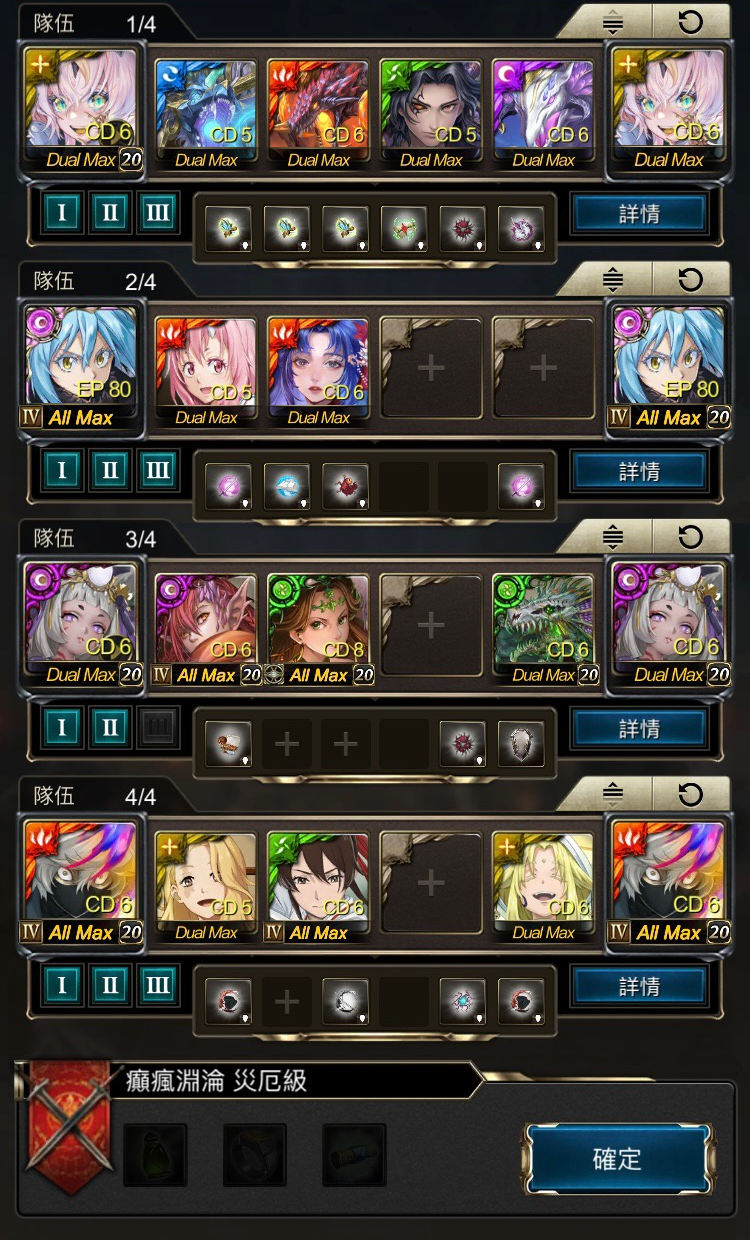 隊伍 1/4
CD 6 CD 5 CD 6 CD 5 CD 6 CD 6
Dual Max 20 Dual Max Dual Max Dual Max Dual Max Dual Max
I II III 詳情
隊伍 2/4
EP 80 CD 5 CD 6 + + EP 80
IV All Max Dual Max Dual Max IV All Max 20
I II III 詳情
隊伍 3/4
CD 6 CD 6 CD 8 + CD 6 CD 6
Dual Max 20 IV All Max 20 All Max 20 Dual Max 20 Dual Max 20
I II III + + 詳情
隊伍 4/4
CD 6 CD 5 CD 6 + CD 6 CD 6
IV All Max 20 Dual Max IV All Max Dual Max IV All Max 20
I II III + 詳情
癲瘋淵淪 災厄級
確定